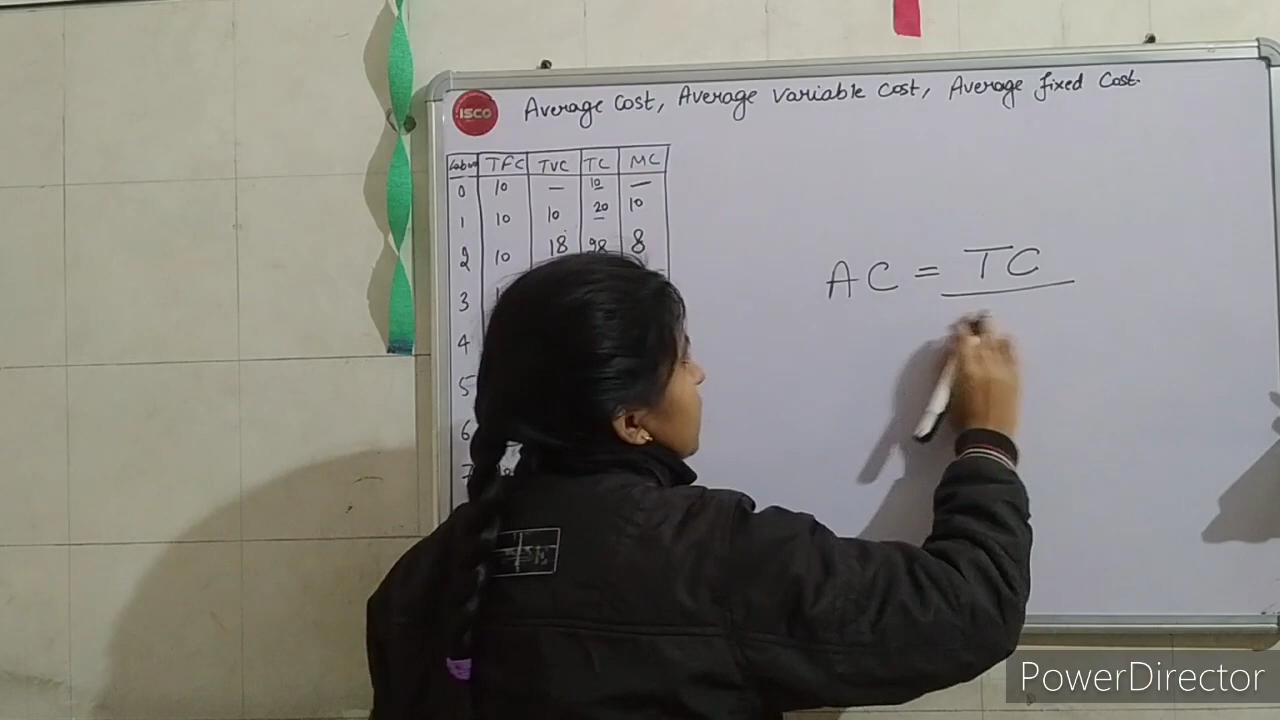 ISCO Average Cost, Average Variable Cost, Average fixed Cost.
Labour TFC TVC TC MC
0 10 — 10 —
1 10 10 20 10
2 10 18 28 8
3
4
5
6
7
AC = TC
PowerDirector